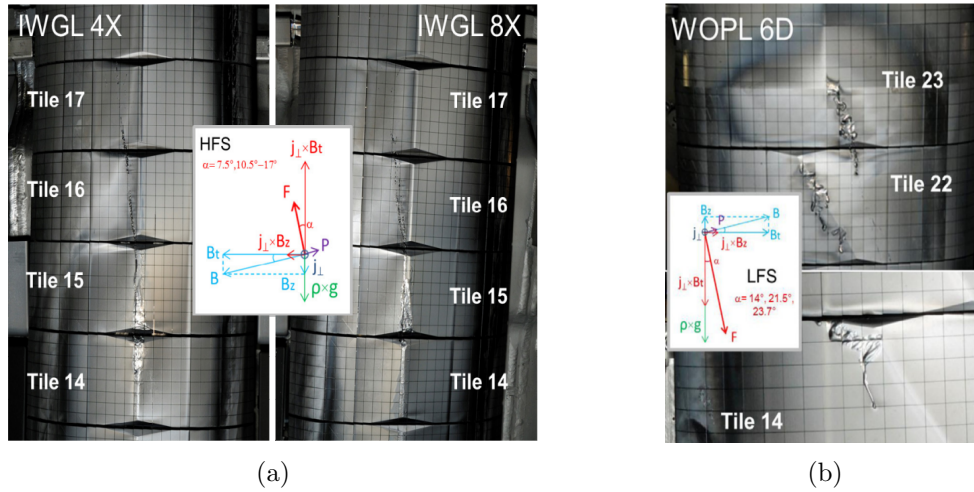 IWGL 4X
IWGL 8X
Tile 17
Tile 17
Tile 16
Tile 16
Tile 15
Tile 15
Tile 14
Tile 14
HFS
α= 7.5°,10.5°–17°
j⊥×Bt
F
α
j⊥×Bz
P
Bt
j⊥
B
Bz
ρ×g
(a)
WOPL 6D
Tile 23
Tile 22
Bz
B
j⊥
P
j⊥×Bz
Bt
α
j⊥×Bt
LFS
α= 14°, 21.5°,
23.7°
ρ×g
F
Tile 14
(b)